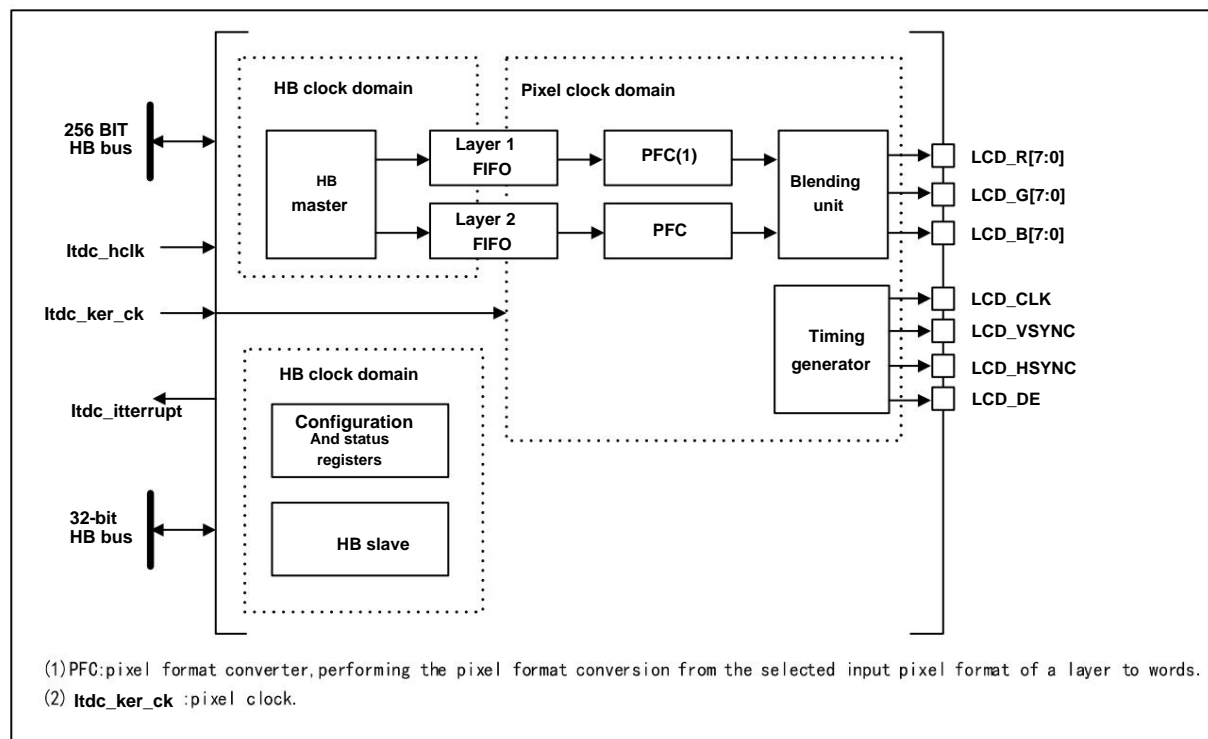 HB clock domain
Pixel clock domain
256 BIT
HB bus
HB
master
Layer 1
FIFO
Layer 2
FIFO
PFC(1)
PFC
Blending
unit
LCD_R[7:0]
LCD_G[7:0]
LCD_B[7:0]
ltdc_hclk
ltdc_ker_ck
Timing
generator
LCD_CLK
LCD_VSYNC
LCD_HSYNC
LCD_DE
ltdc_itterrupt
HB clock domain
Configuration
And status
registers
32-bit
HB bus
HB slave
(1)PFC:pixel format converter,performing the pixel format conversion from the selected input pixel format of a layer to words.
(2) ltdc_ker_ck :pixel clock.